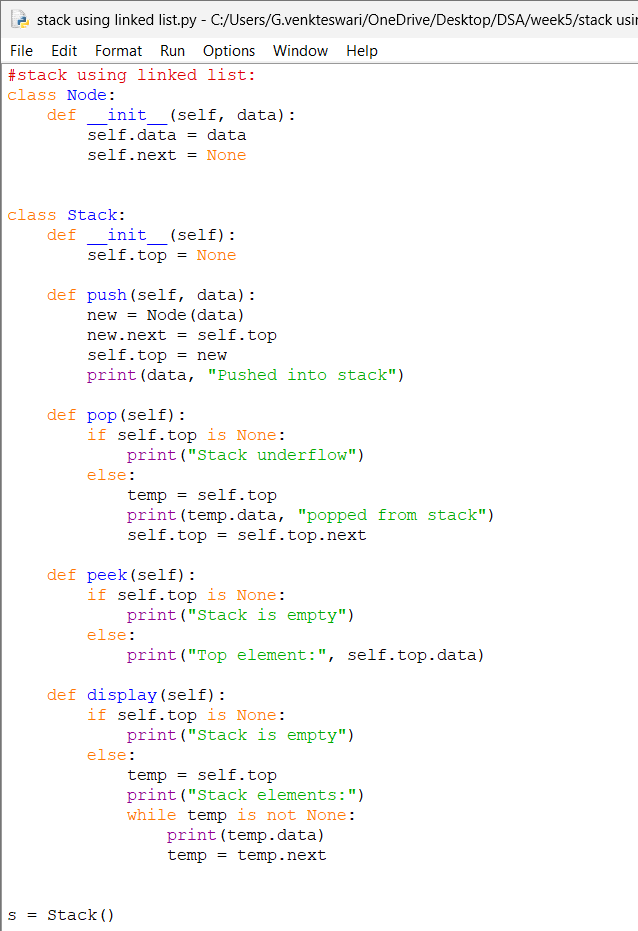 stack using linked list.py - C:/Users/G.venkteswari/OneDrive/Desktop/DSA/week5/stack usin
File Edit Format Run Options Window Help
#stack using linked list:
class Node:
    def __init__(self, data):
        self.data = data
        self.next = None
class Stack:
    def __init__(self):
        self.top = None
    def push(self, data):
        new = Node(data)
        new.next = self.top
        self.top = new
        print(data, "Pushed into stack")
    def pop(self):
        if self.top is None:
            print("Stack underflow")
        else:
            temp = self.top
            print(temp.data, "popped from stack")
            self.top = self.top.next
    def peek(self):
        if self.top is None:
            print("Stack is empty")
        else:
            print("Top element:", self.top.data)
    def display(self):
        if self.top is None:
            print("Stack is empty")
        else:
            temp = self.top
            print("Stack elements:")
            while temp is not None:
                print(temp.data)
                temp = temp.next
s = Stack()